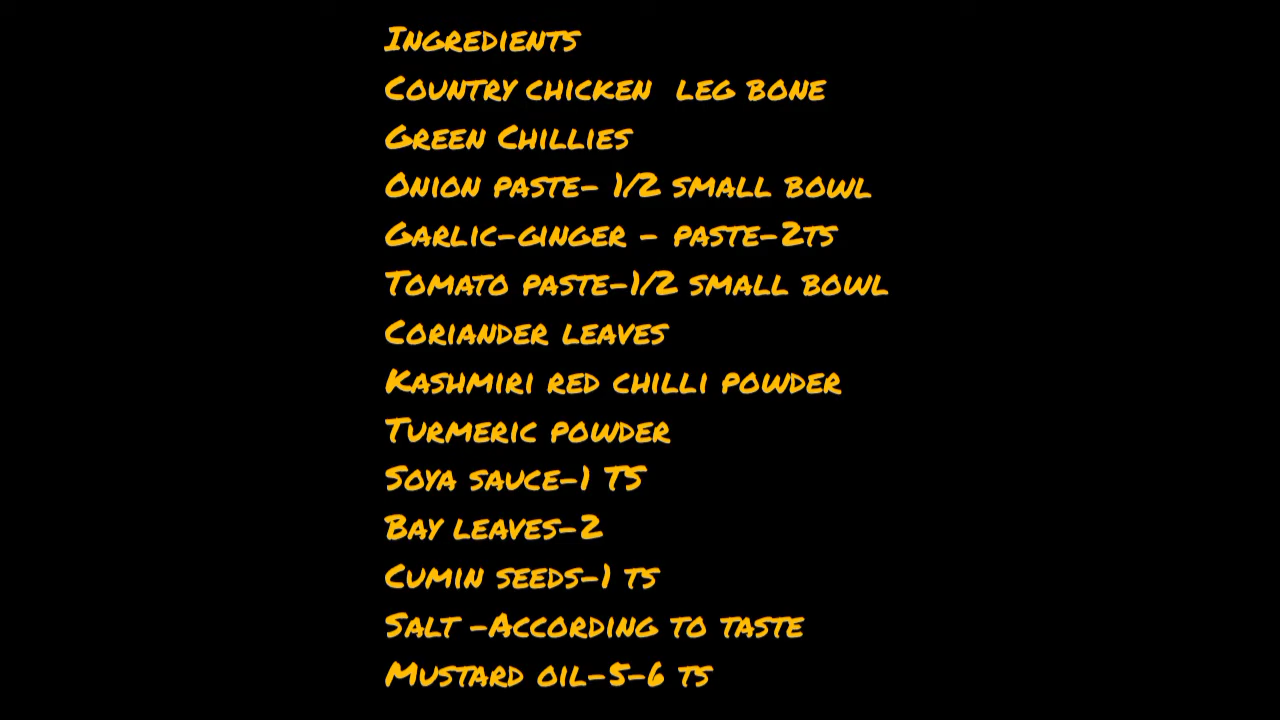 Ingredients
Country chicken leg bone
Green Chillies
Onion paste- 1/2 small bowl
Garlic-ginger - paste-2ts
Tomato paste-1/2 small bowl
Coriander leaves
Kashmiri red chilli powder
Turmeric powder
Soya sauce-1 TS
Bay leaves-2
Cumin seeds-1 ts
Salt -According to taste
Mustard oil-5-6 ts